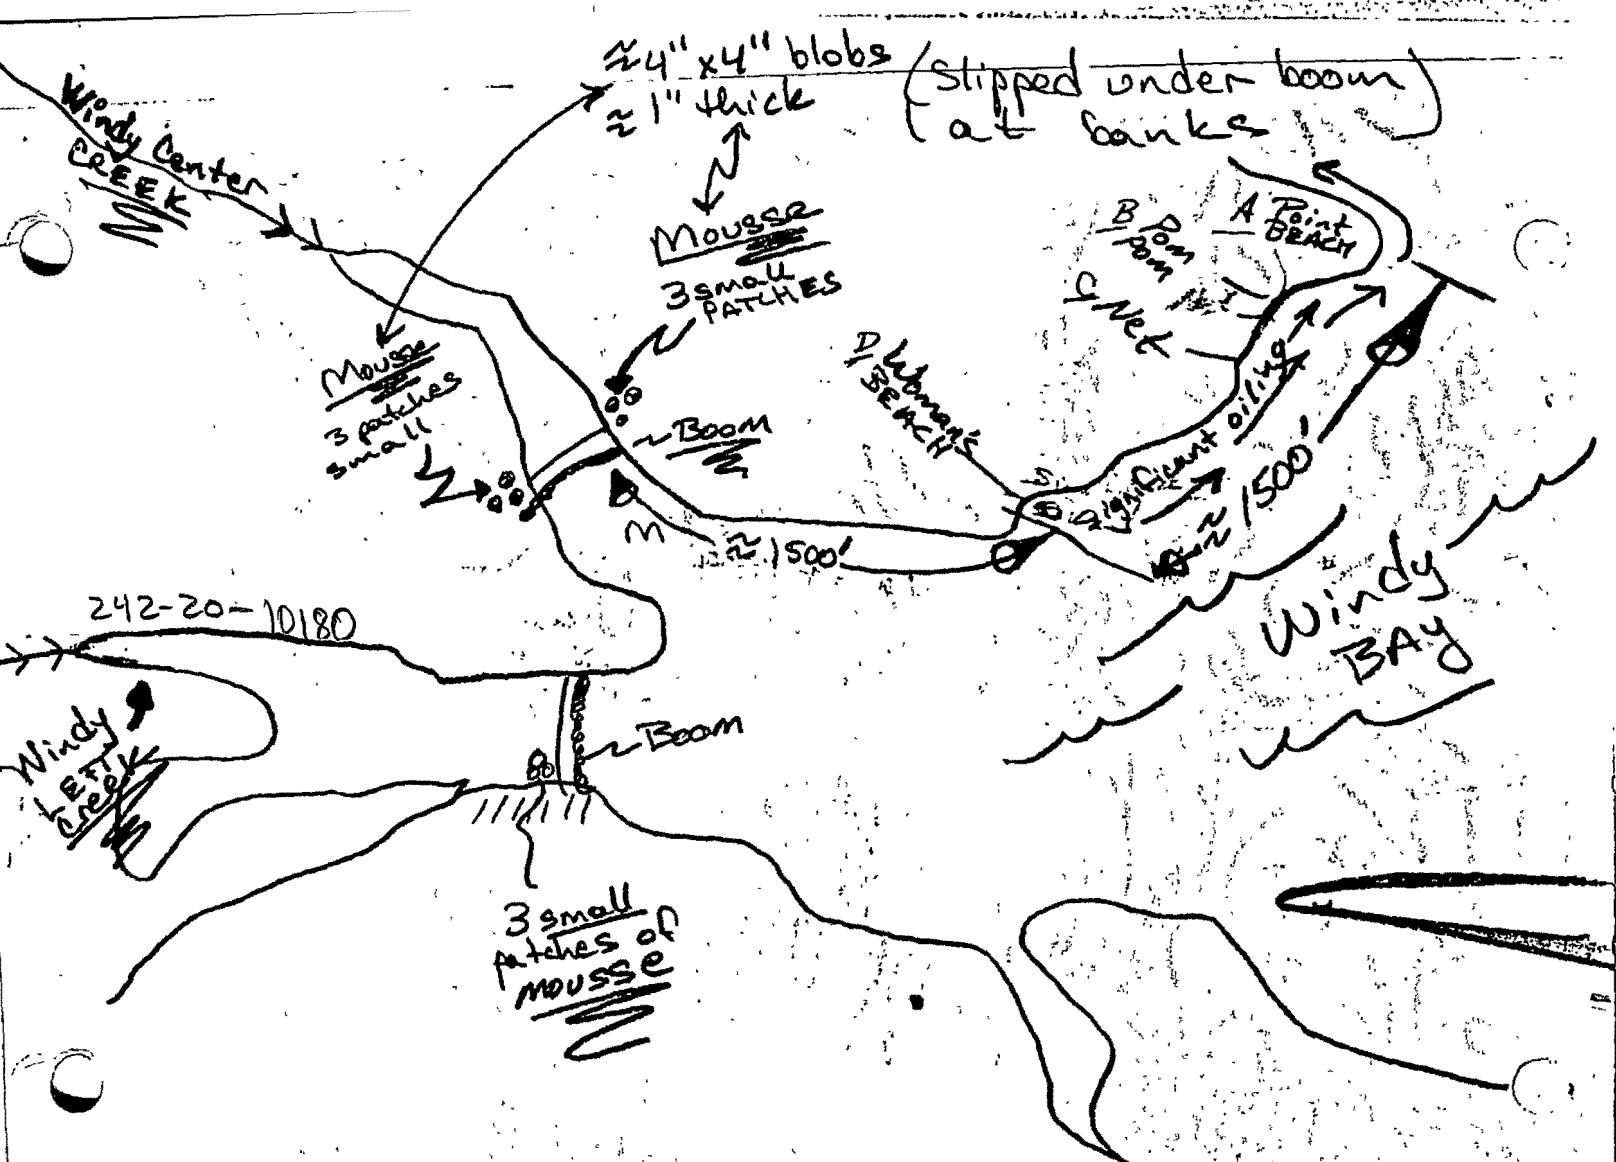 ≈4" x4" blobs (Slipped under boom)
≈ 1" thick (at banks)
Windy Center
CREEK
Mousse
3 small
PATCHES
A Point
BEACH
B Pom
Pom
C Net
D Woman's
BEACH
Mousse
3 patches
small
Boom
Significant oiling
≈ 1500'
m ≈ 1500'
Windy
BAY
242-20-10180
Windy
LEFT
Creek
Boom
3 small
patches of
mousse